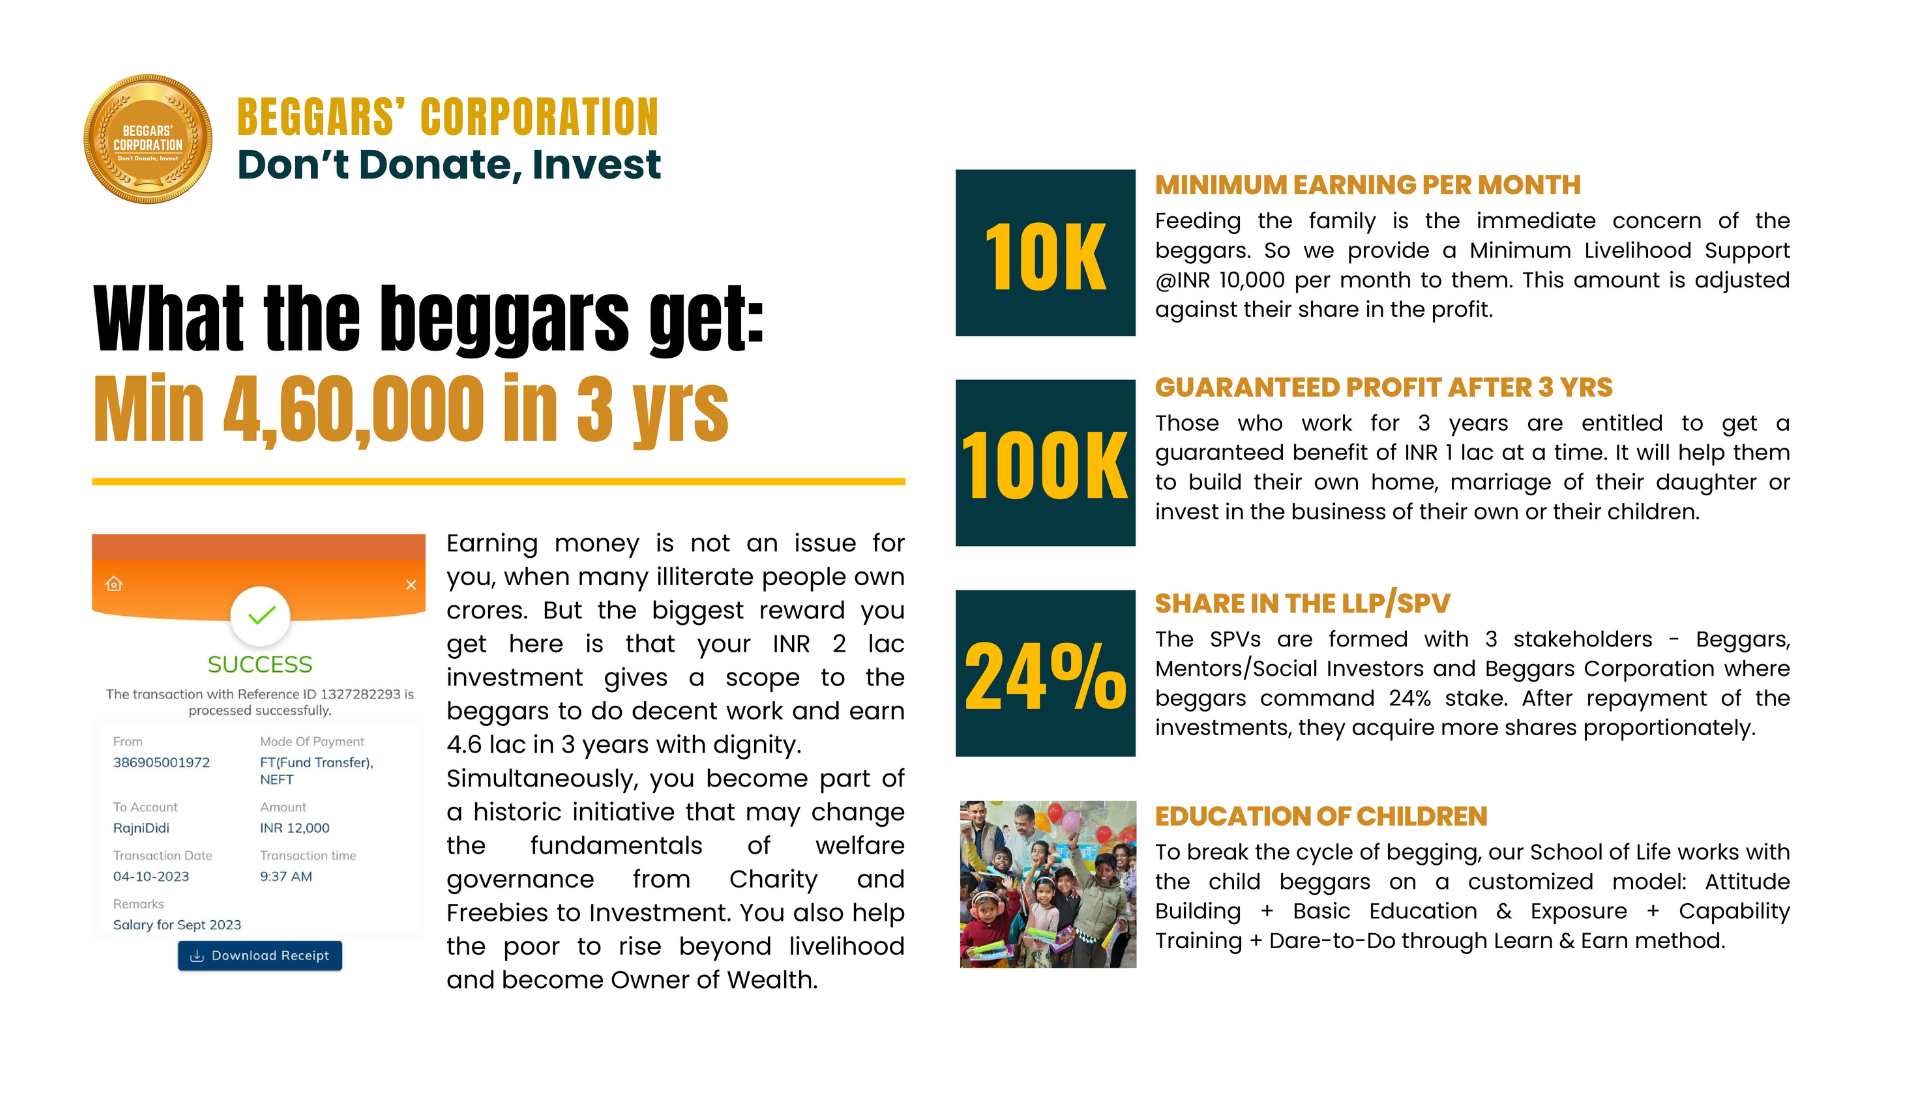 BEGGARS'
CORPORATION
Don't Donate, Invest
BEGGARS' CORPORATION
Don't Donate, Invest
What the beggars get:
Min 4,60,000 in 3 yrs
SUCCESS
The transaction with Reference ID 1327282293 is
processed successfully.
From
Mode Of Payment
386905001972
FT(Fund Transfer),
NEFT
To Account
Amount
RajniDidi
INR 12,000
Transaction Date
Transaction time
04-10-2023
9:37 AM
Remarks
Salary for Sept 2023
Download Receipt
Earning money is not an issue for
you, when many illiterate people own
crores. But the biggest reward you
get here is that your INR 2 lac
investment gives a scope to the
beggars to do decent work and earn
4.6 lac in 3 years with dignity.
Simultaneously, you become part of
a historic initiative that may change
the fundamentals of welfare
governance from Charity and
Freebies to Investment. You also help
the poor to rise beyond livelihood
and become Owner of Wealth.
10K
MINIMUM EARNING PER MONTH
Feeding the family is the immediate concern of the
beggars. So we provide a Minimum Livelihood Support
@INR 10,000 per month to them. This amount is adjusted
against their share in the profit.
100K
GUARANTEED PROFIT AFTER 3 YRS
Those who work for 3 years are entitled to get a
guaranteed benefit of INR 1 lac at a time. It will help them
to build their own home, marriage of their daughter or
invest in the business of their own or their children.
24%
SHARE IN THE LLP/SPV
The SPVs are formed with 3 stakeholders - Beggars,
Mentors/Social Investors and Beggars Corporation where
beggars command 24% stake. After repayment of the
investments, they acquire more shares proportionately.
EDUCATION OF CHILDREN
To break the cycle of begging, our School of Life works with
the child beggars on a customized model: Attitude
Building + Basic Education & Exposure + Capability
Training + Dare-to-Do through Learn & Earn method.